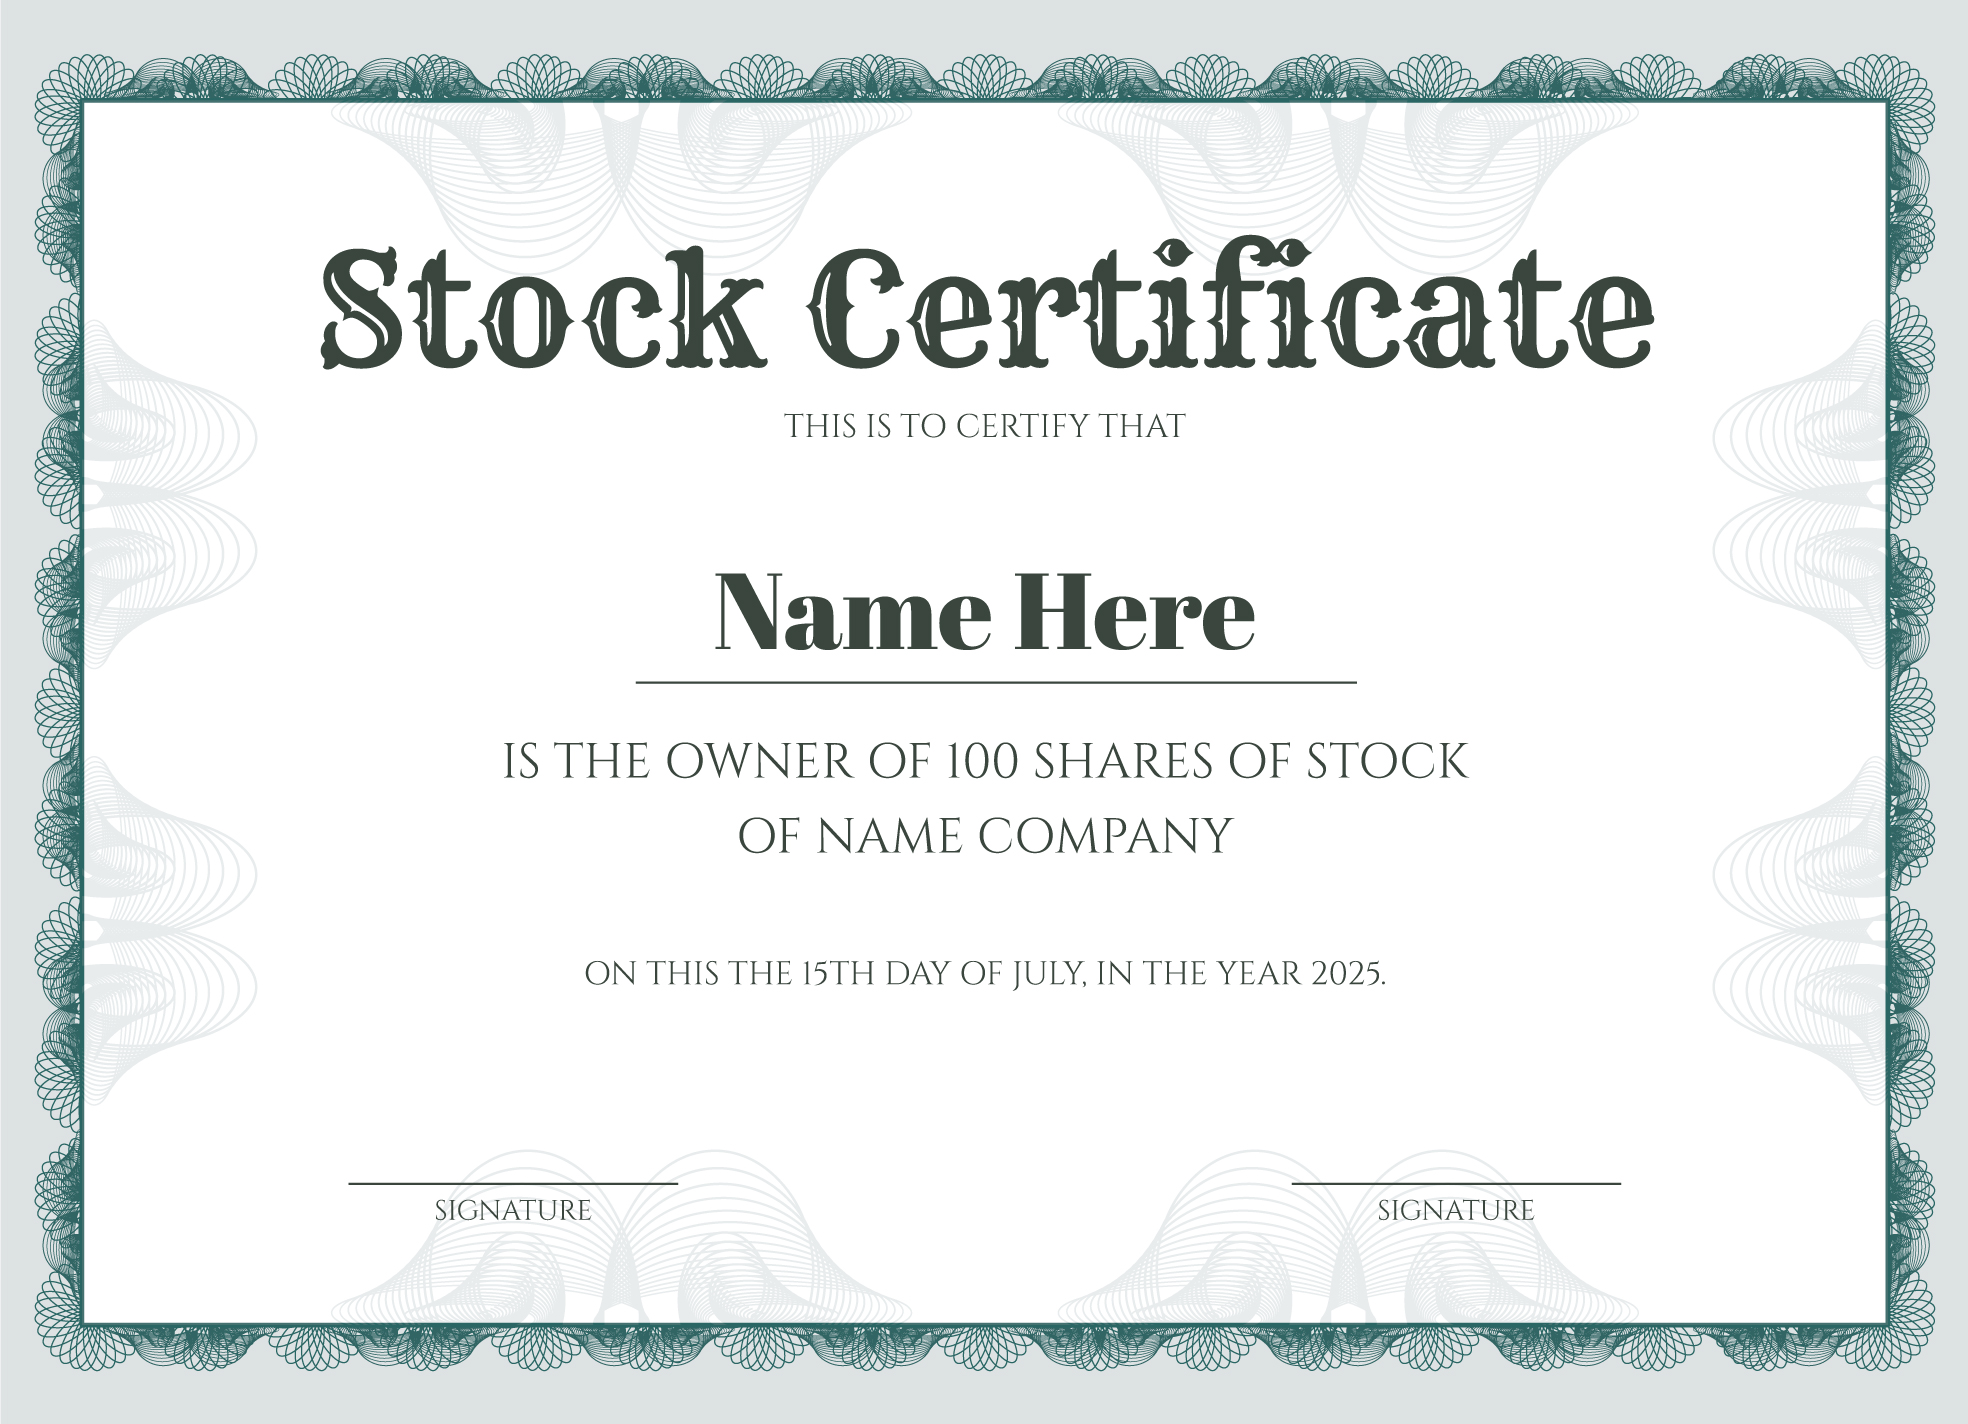 Stock Certificate
THIS IS TO CERTIFY THAT
Name Here
IS THE OWNER OF 100 SHARES OF STOCK
OF NAME COMPANY
ON THIS THE 15TH DAY OF JULY, IN THE YEAR 2025.
SIGNATURE
SIGNATURE